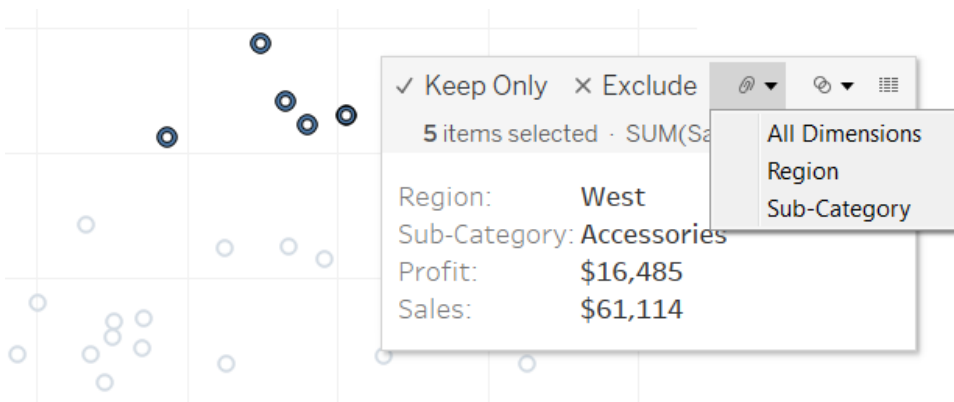 ✓ Keep Only × Exclude
5 items selected · SUM(Sa
All Dimensions
Region
Sub-Category
Region: West
Sub-Category: Accessories
Profit: $16,485
Sales: $61,114